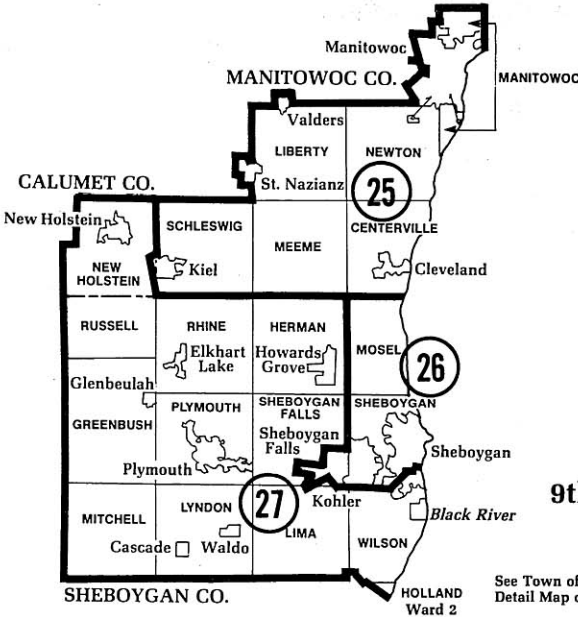 Manitowoc
MANITOWOC CO.
MANITOWOC
Valders
LIBERTY
NEWTON
St. Nazianz
25
CALUMET CO.
New Holstein
SCHLESWIG
CENTERVILLE
MEEME
Kiel
Cleveland
NEW
HOLSTEIN
RUSSELL
RHINE
HERMAN
MOSEL
Elkhart
Lake
Howards
Grove
26
Glenbeulah
PLYMOUTH
SHEBOYGAN
FALLS
SHEBOYGAN
GREENBUSH
Sheboygan
Falls
Sheboygan
Plymouth
Kohler
9t
27
MITCHELL
LYNDON
LIMA
Black River
WILSON
Cascade
Waldo
SHEBOYGAN CO.
HOLLAND
Ward 2
See Town of
Detail Map o